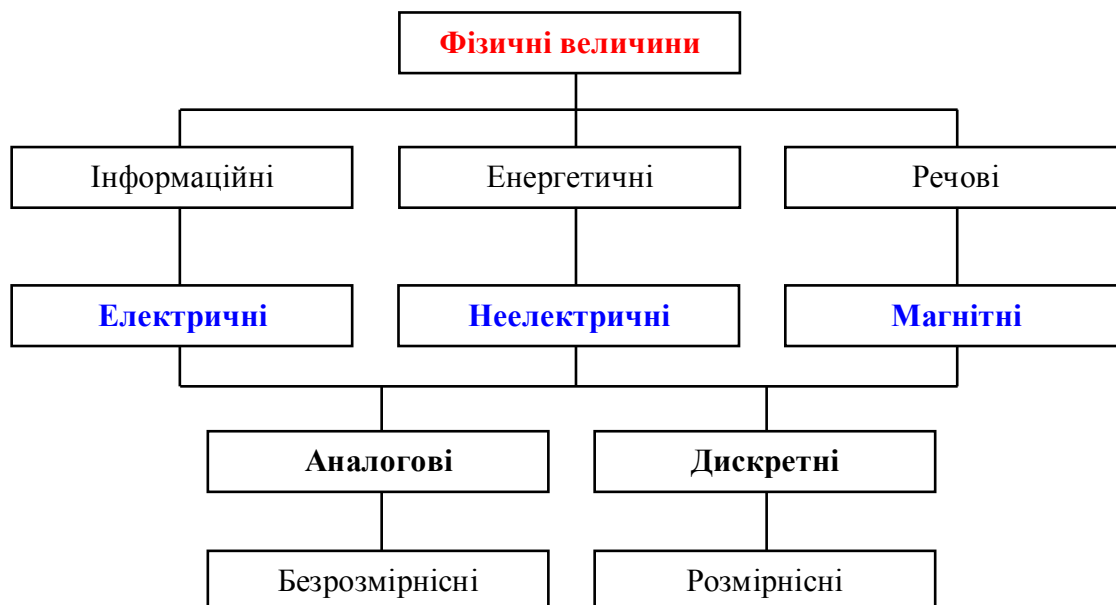 Фізичні величини
Інформаційні
Енергетичні
Речові
Електричні
Неелектричні
Магнітні
Аналогові
Дискретні
Безрозмірнісні
Розмірнісні